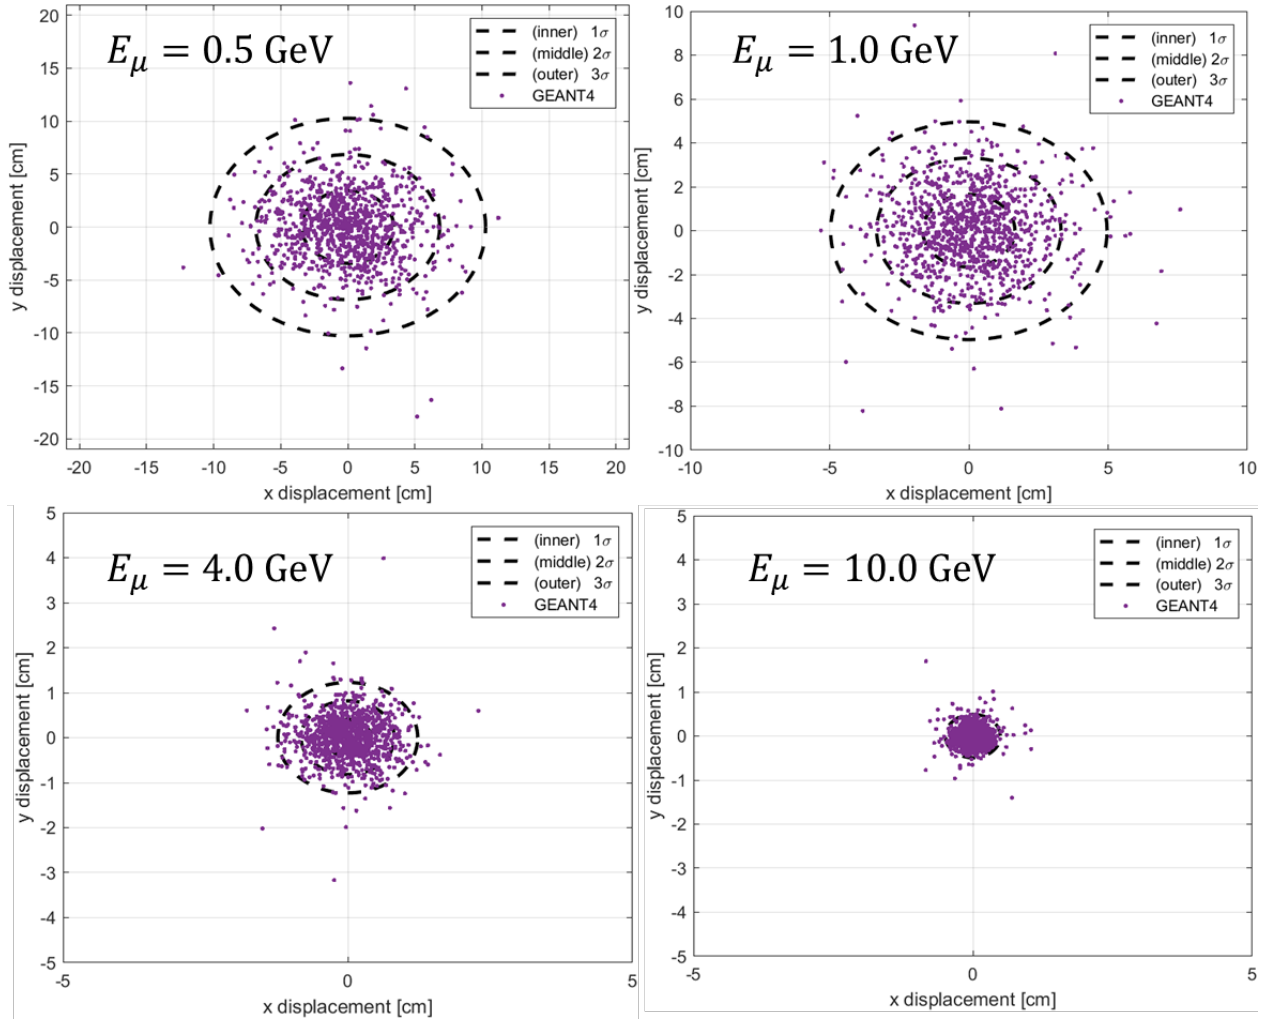 E_μ = 0.5 GeV
(inner) 1σ
(middle) 2σ
(outer) 3σ
GEANT4
20
15
10
5
0
-5
-10
-15
-20
y displacement [cm]
-20 -15 -10 -5 0 5 10 15 20
x displacement [cm]
E_μ = 1.0 GeV
(inner) 1σ
(middle) 2σ
(outer) 3σ
GEANT4
10
8
6
4
2
0
-2
-4
-6
-8
-10
y displacement [cm]
-10 -5 0 5 10
x displacement [cm]
E_μ = 4.0 GeV
(inner) 1σ
(middle) 2σ
(outer) 3σ
GEANT4
5
4
3
2
1
0
-1
-2
-3
-4
-5
y displacement [cm]
-5 0 5
x displacement [cm]
E_μ = 10.0 GeV
(inner) 1σ
(middle) 2σ
(outer) 3σ
GEANT4
5
4
3
2
1
0
-1
-2
-3
-4
-5
y displacement [cm]
-5 0 5
x displacement [cm]